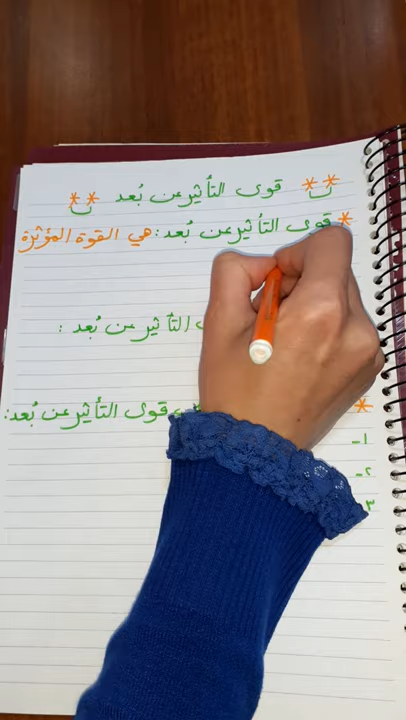 ** قوى التأثير عن بُعد **
* قوى التأثير عن بُعد: هي القوة المؤثرة
التأثير عن بُعد :
* قوى التأثير عن بُعد:
١-
٢-
٣